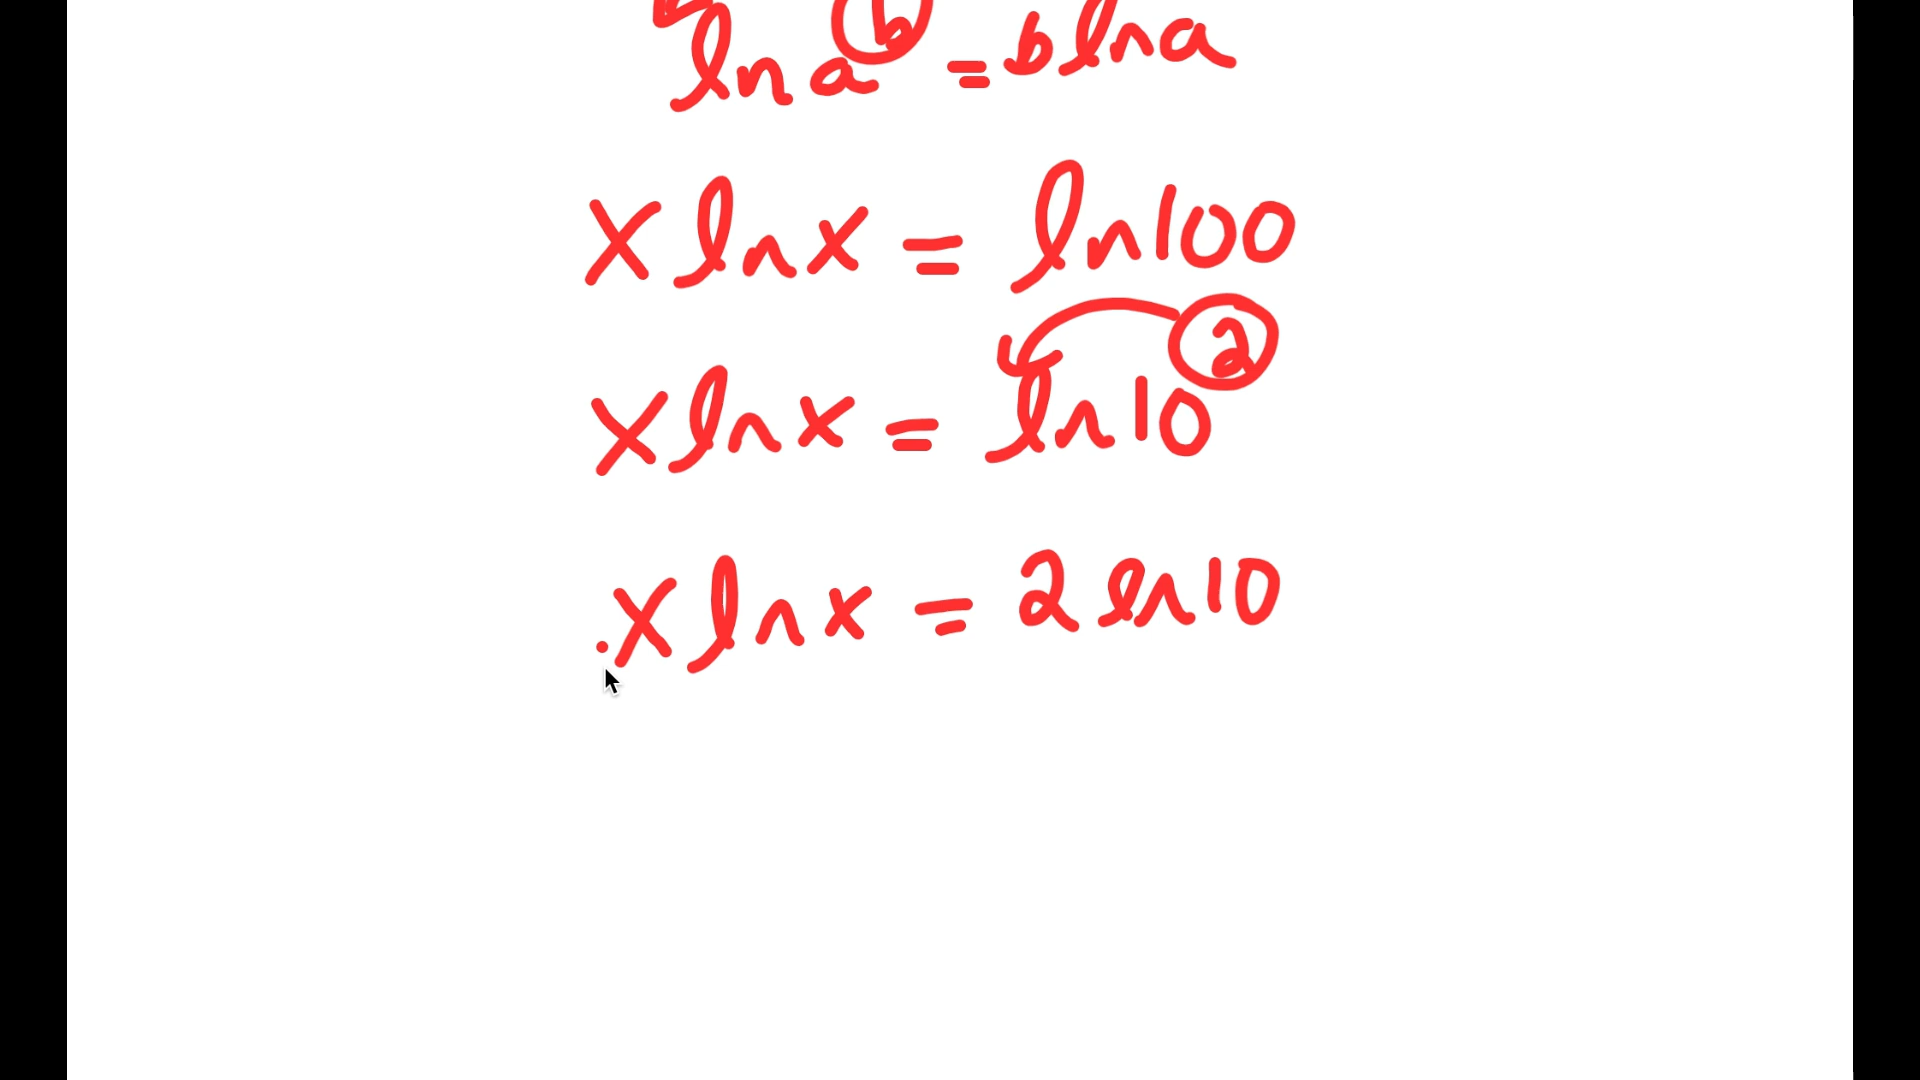 ln a^b = b ln a
x ln x = ln 100
x ln x = ln 10^2
x ln x = 2 ln 10